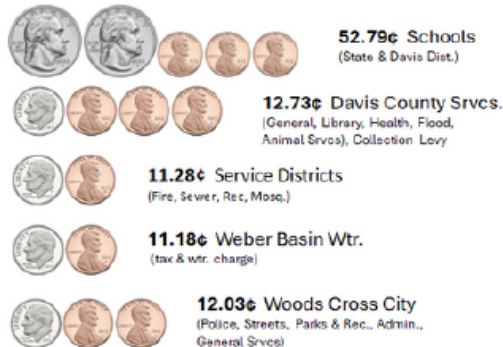 52.79¢ Schools
(State & Davis Dist.)
12.73¢ Davis County Srvcs.
(General, Library, Health, Flood,
Animal Srvcs), Collection Levy
11.28¢ Service Districts
(Fire, Sewer, Rec, Mosq.)
11.18¢ Weber Basin Wtr.
(tax & wtr. charge)
12.03¢ Woods Cross City
(Police, Streets, Parks & Rec., Admin.,
General Srvcs)